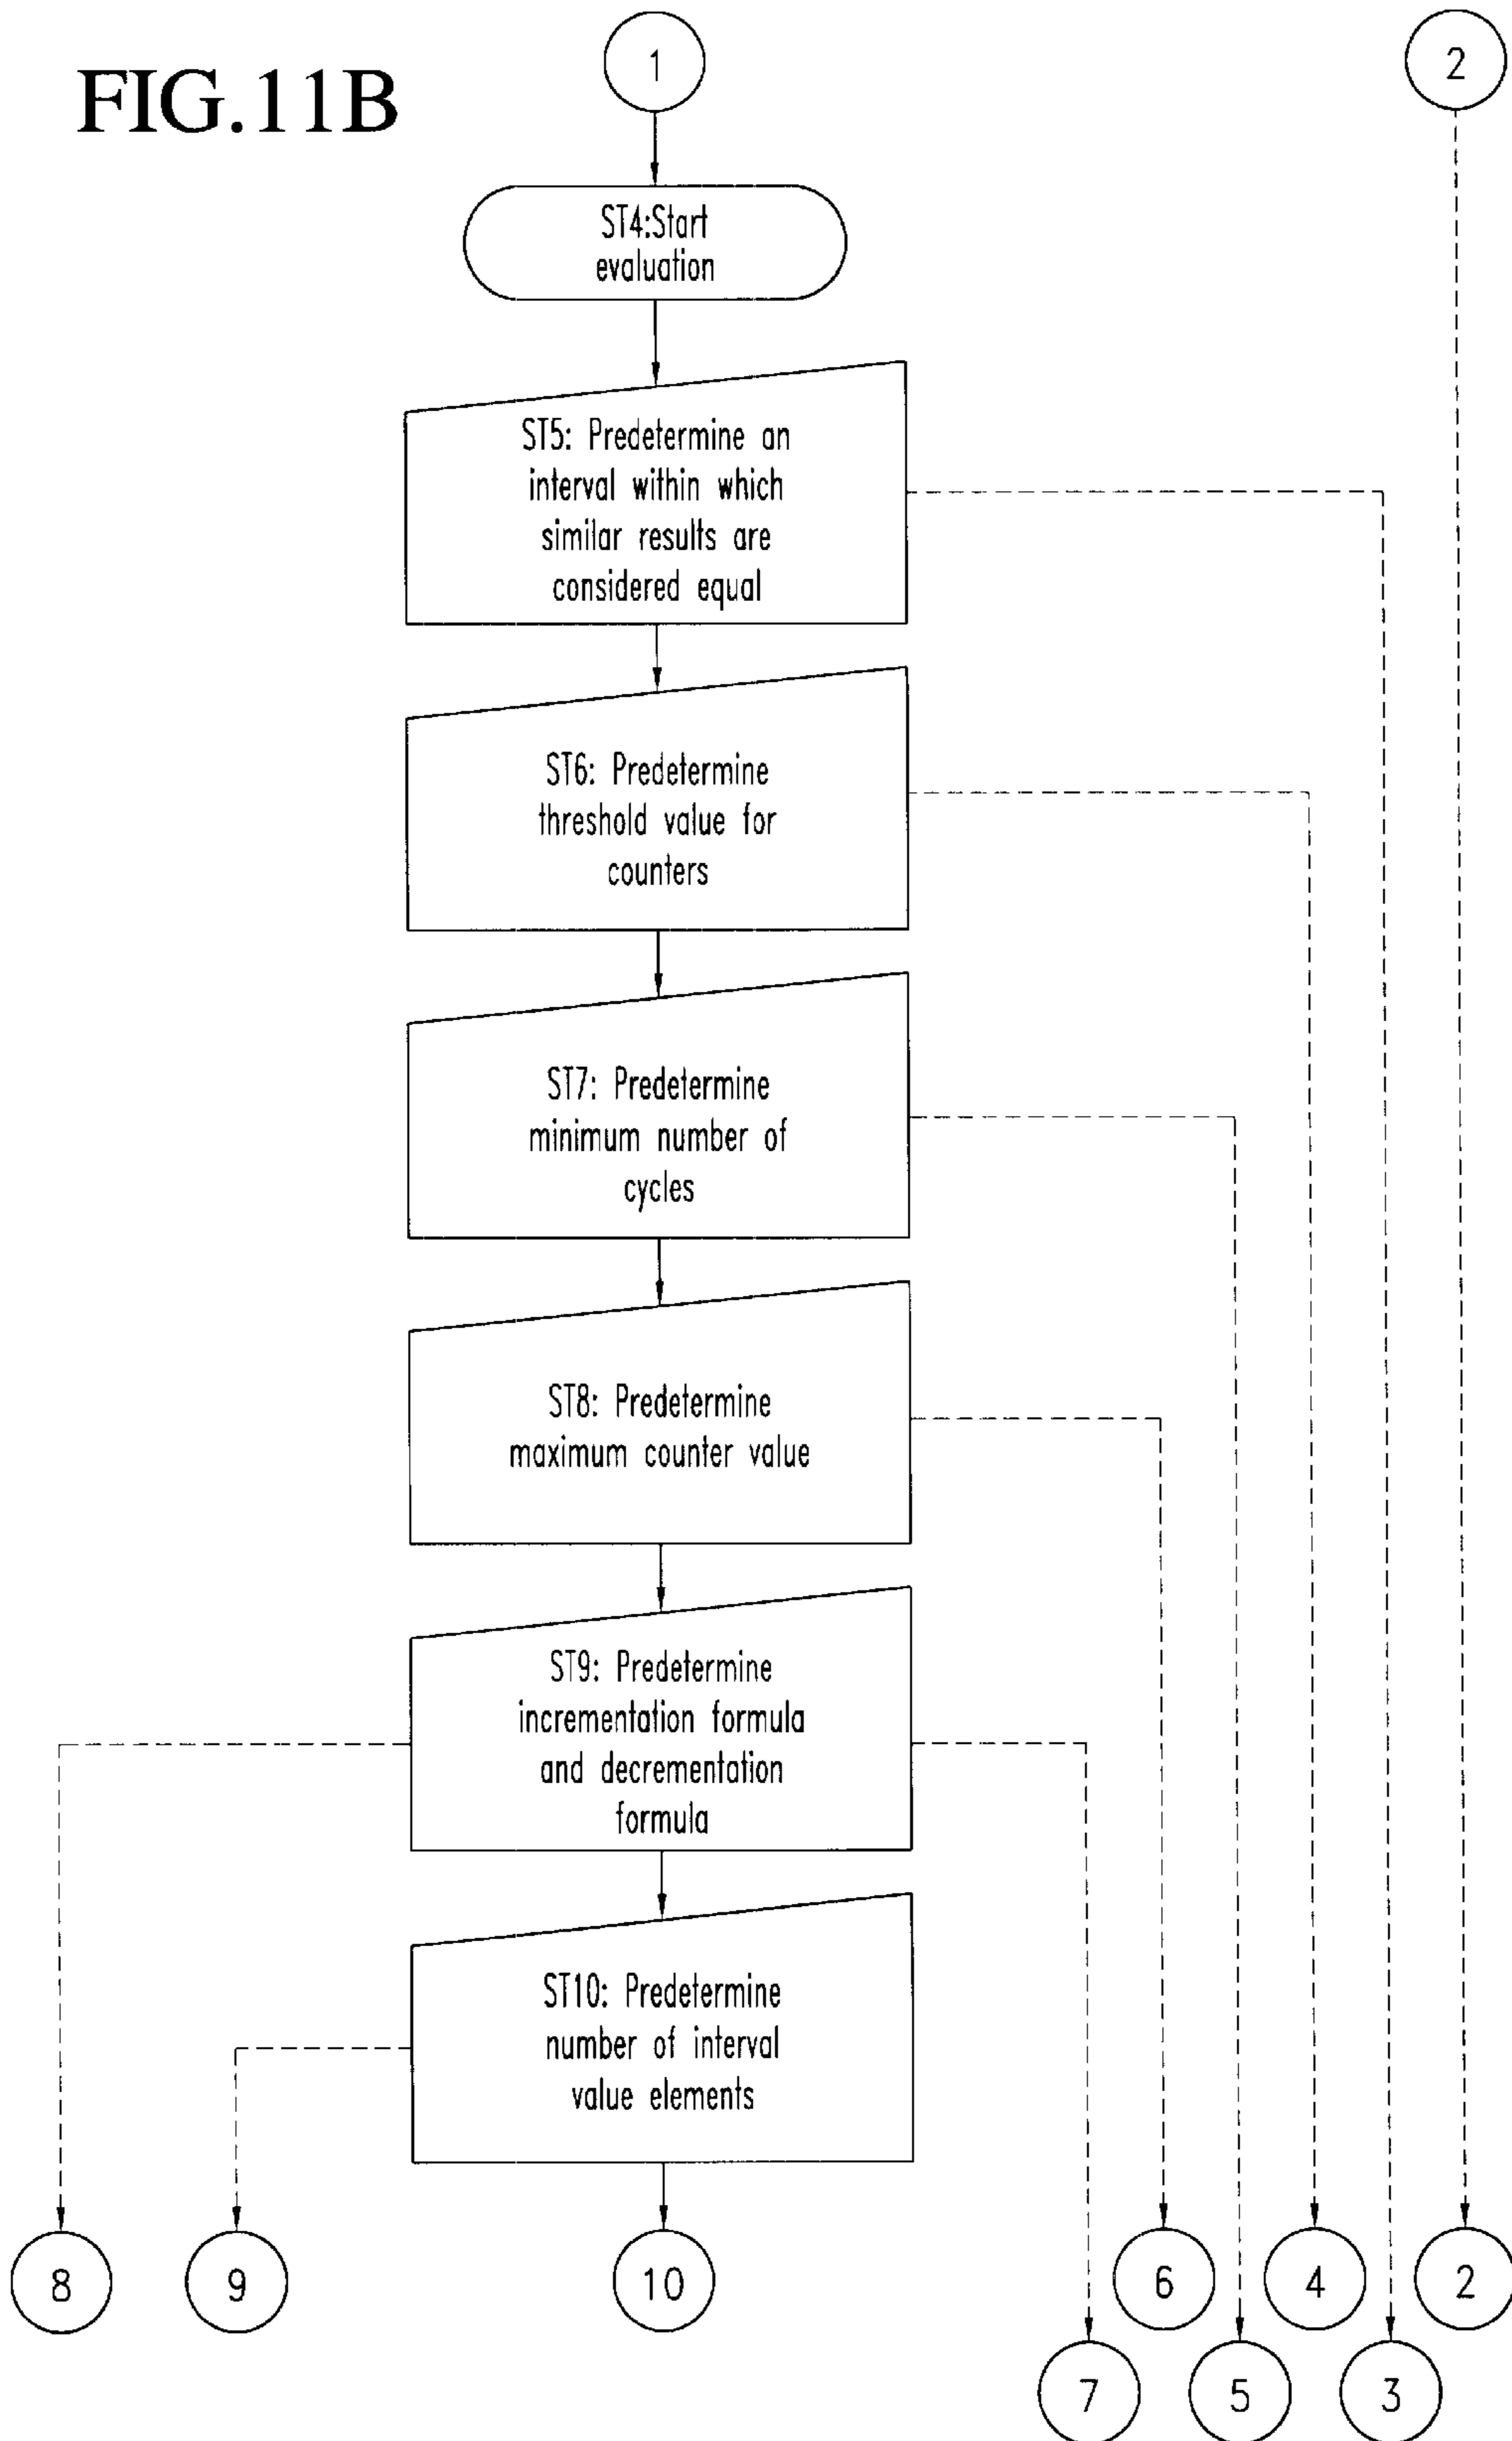 FIG.11B
1
2
ST4:Start
evaluation
ST5: Predetermine an
interval within which
similar results are
considered equal
ST6: Predetermine
threshold value for
counters
ST7: Predetermine
minimum number of
cycles
ST8: Predetermine
maximum counter value
ST9: Predetermine
incrementation formula
and decrementation
formula
ST10: Predetermine
number of interval
value elements
8
9
10
6
4
2
7
5
3